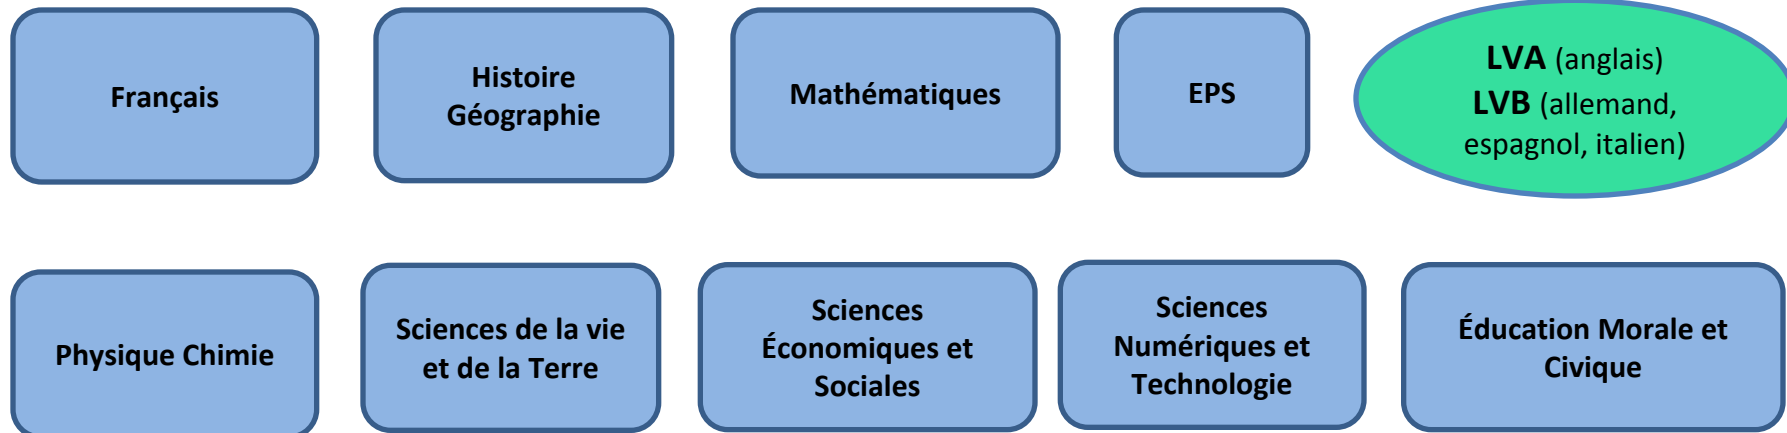 Français
Histoire
Géographie
Mathématiques
EPS
LVA (anglais)
LVB (allemand,
espagnol, italien)
Physique Chimie
Sciences de la vie
et de la Terre
Sciences
Économiques et
Sociales
Sciences
Numériques et
Technologie
Éducation Morale et
Civique